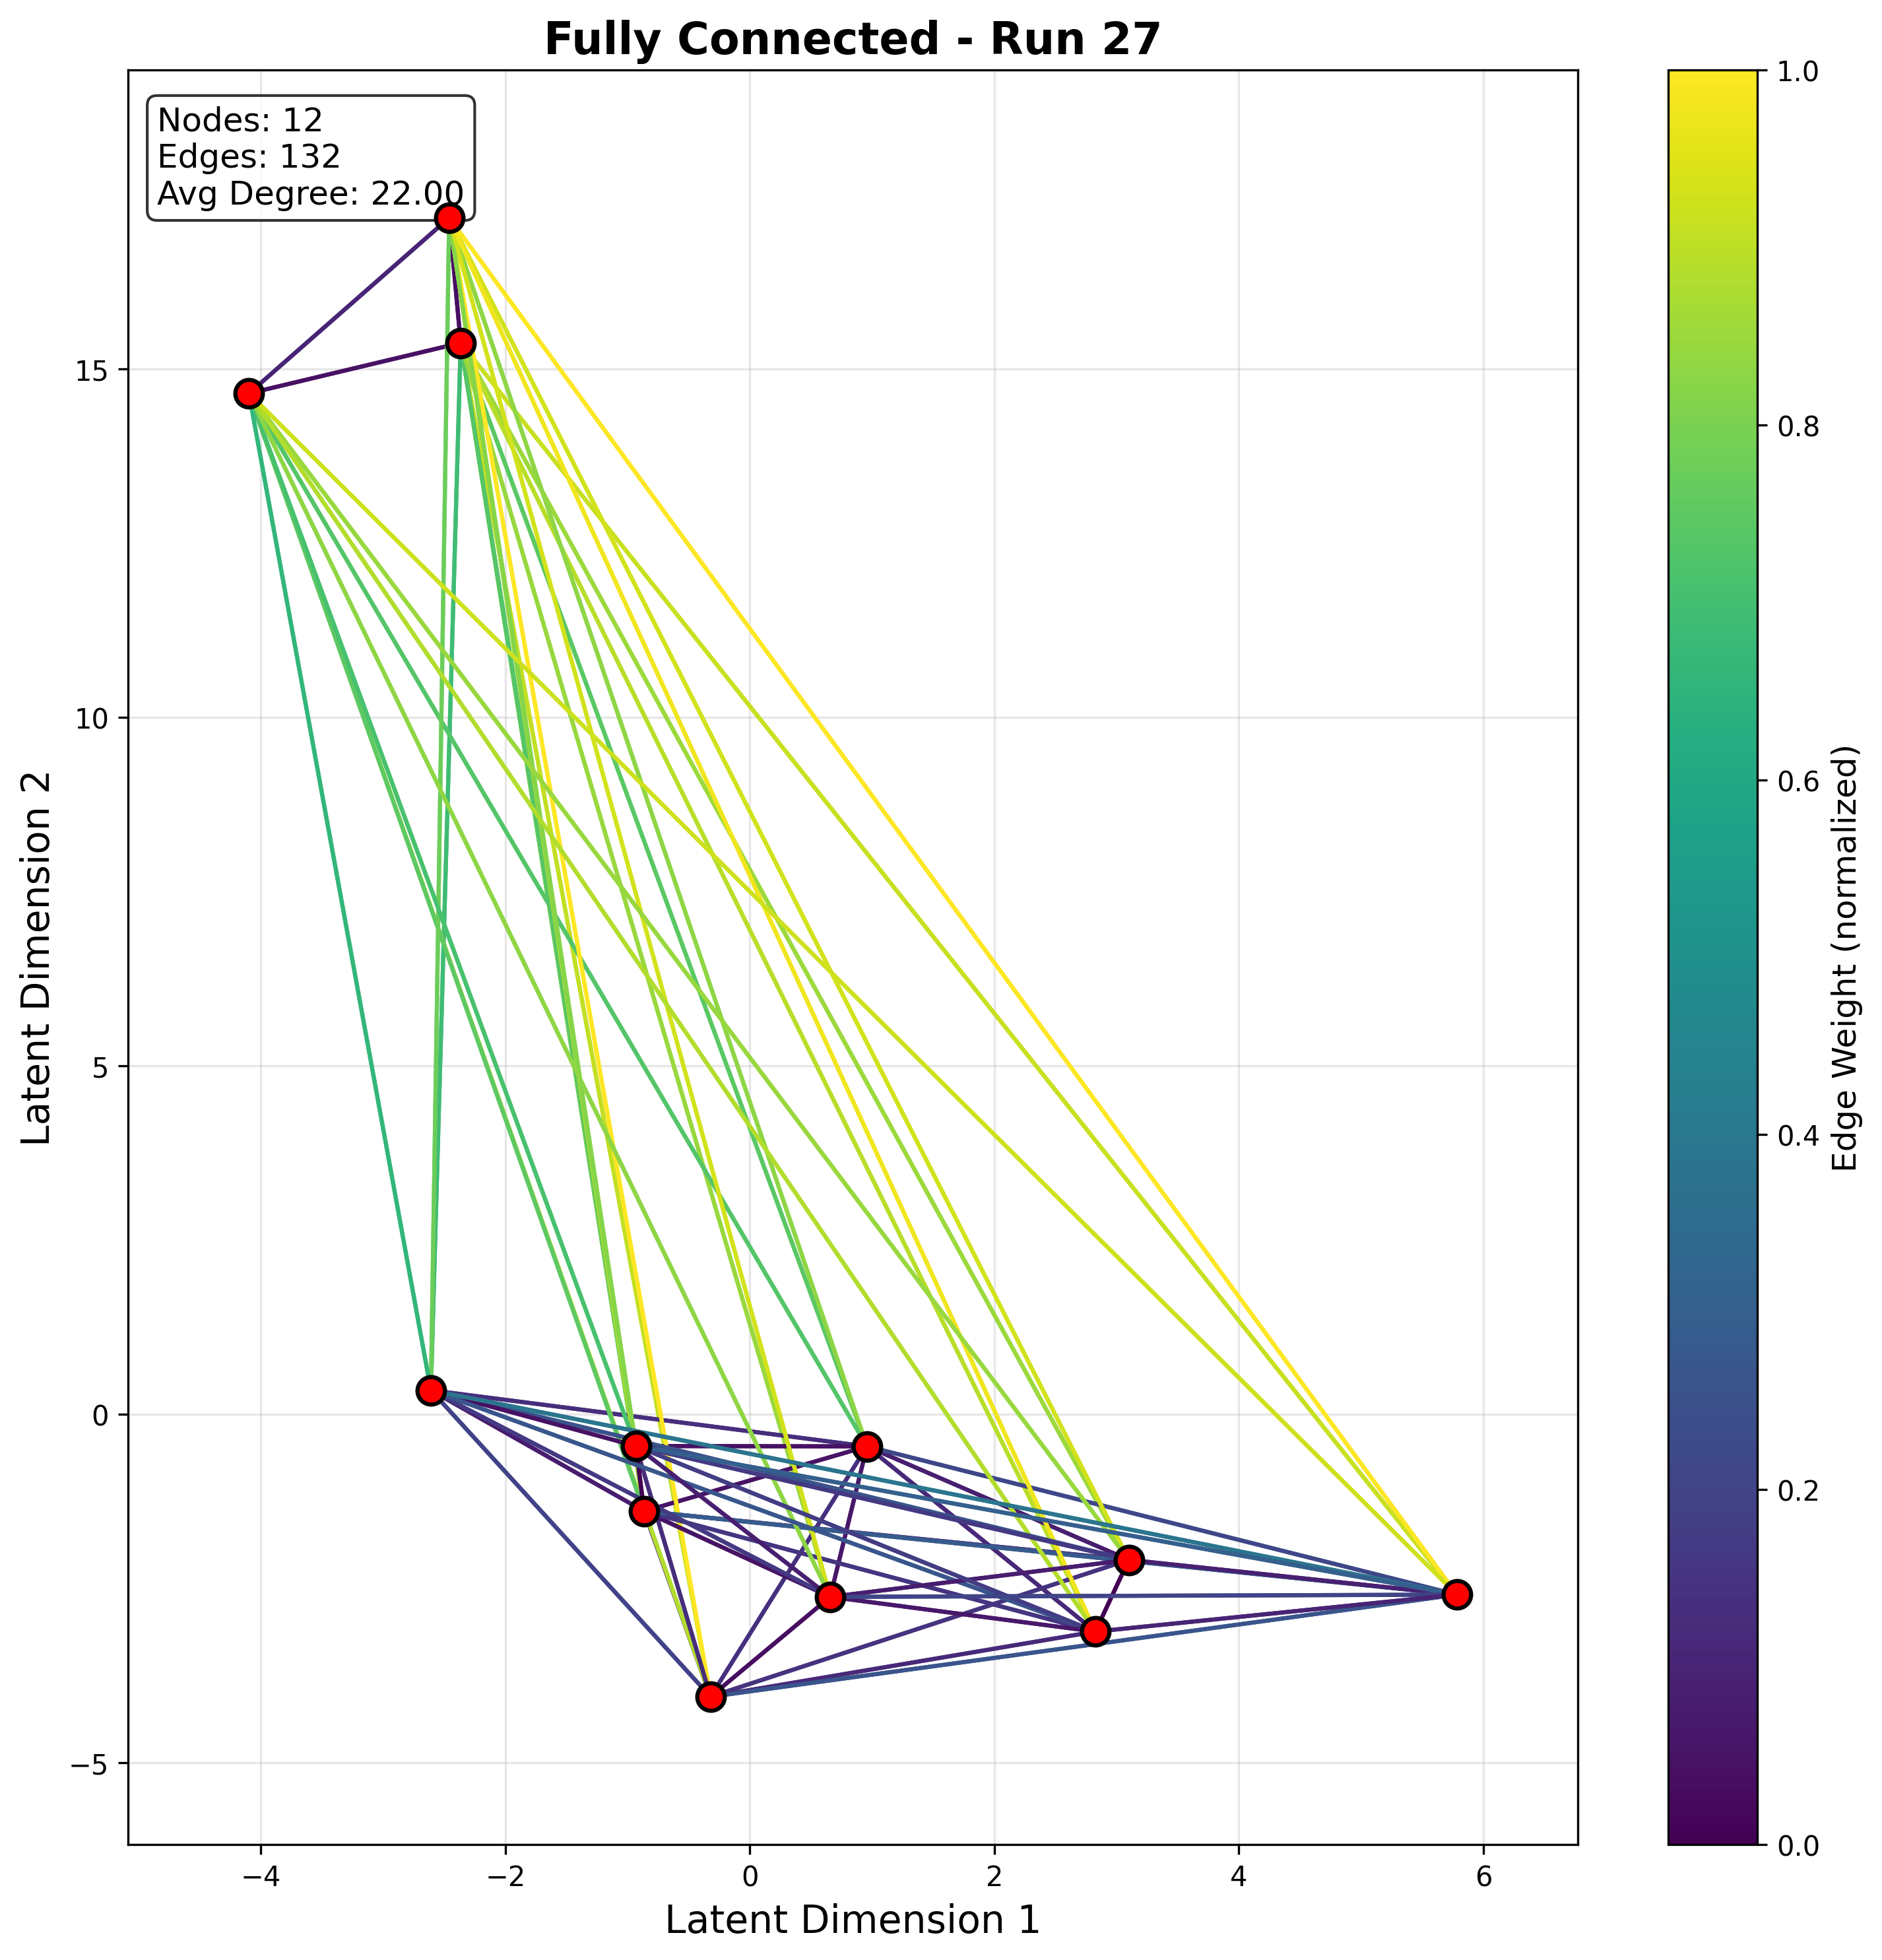 Fully Connected - Run 27
Nodes: 12
Edges: 132
Avg Degree: 22.00
15
10
5
0
−5
−4
−2
0
2
4
6
Latent Dimension 1
Latent Dimension 2
1.0
0.8
0.6
0.4
0.2
0.0
Edge Weight (normalized)